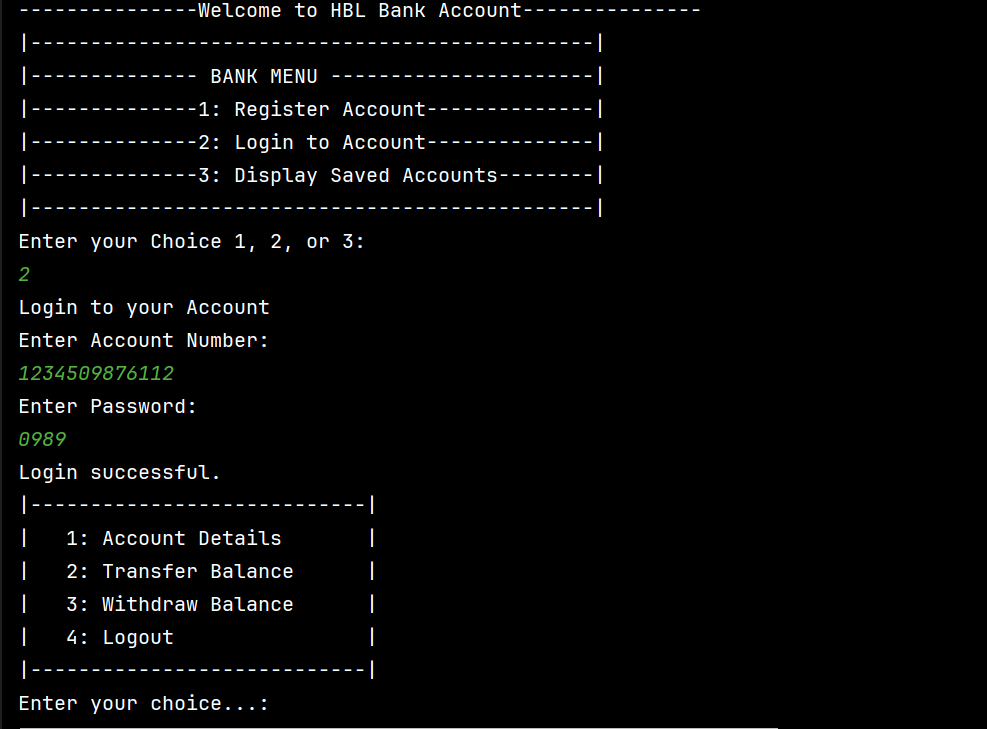 ---------------Welcome to HBL Bank Account---------------
|-----------------------------------------------|
|-------------- BANK MENU ----------------------|
|--------------1: Register Account--------------|
|--------------2: Login to Account--------------|
|--------------3: Display Saved Accounts--------|
|-----------------------------------------------|
Enter your Choice 1, 2, or 3:
2
Login to your Account
Enter Account Number:
1234509876112
Enter Password:
0989
Login successful.
|----------------------------|
|   1: Account Details       |
|   2: Transfer Balance      |
|   3: Withdraw Balance      |
|   4: Logout                |
|----------------------------|
Enter your choice...: